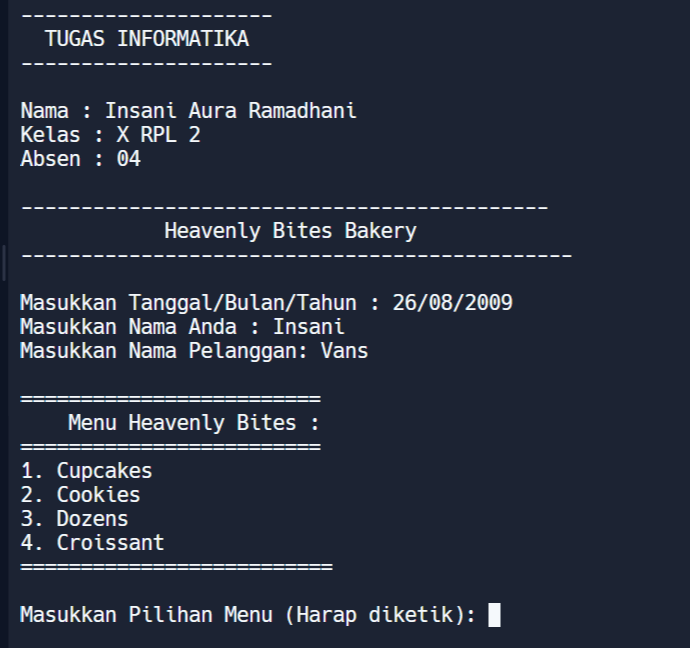 ---------------------
TUGAS INFORMATIKA
---------------------
Nama : Insani Aura Ramadhani
Kelas : X RPL 2
Absen : 04
--------------------------------------------
Heavenly Bites Bakery
----------------------------------------------
Masukkan Tanggal/Bulan/Tahun : 26/08/2009
Masukkan Nama Anda : Insani
Masukkan Nama Pelanggan: Vans
=========================
Menu Heavenly Bites :
=========================
1. Cupcakes
2. Cookies
3. Dozens
4. Croissant
==========================
Masukkan Pilihan Menu (Harap diketik):